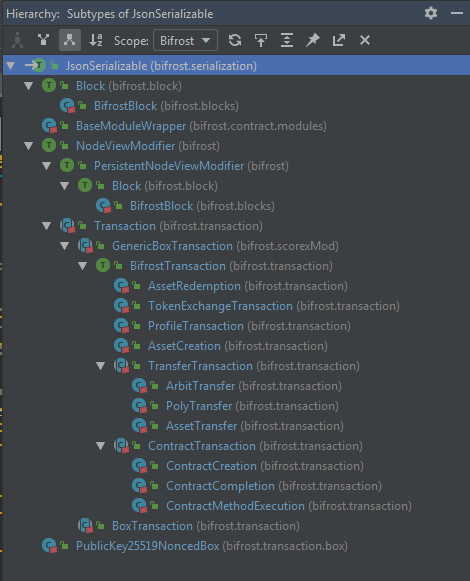 Hierarchy: Subtypes of JsonSerializable
Scope: Bifrost
JsonSerializable (bifrost.serialization)
Block (bifrost.block)
BifrostBlock (bifrost.blocks)
BaseModuleWrapper (bifrost.contract.modules)
NodeViewModifier (bifrost)
PersistentNodeViewModifier (bifrost)
Block (bifrost.block)
BifrostBlock (bifrost.blocks)
Transaction (bifrost.transaction)
GenericBoxTransaction (bifrost.scorexMod)
BifrostTransaction (bifrost.transaction)
AssetRedemption (bifrost.transaction)
TokenExchangeTransaction (bifrost.transaction)
ProfileTransaction (bifrost.transaction)
AssetCreation (bifrost.transaction)
TransferTransaction (bifrost.transaction)
ArbitTransfer (bifrost.transaction)
PolyTransfer (bifrost.transaction)
AssetTransfer (bifrost.transaction)
ContractTransaction (bifrost.transaction)
ContractCreation (bifrost.transaction)
ContractCompletion (bifrost.transaction)
ContractMethodExecution (bifrost.transaction)
BoxTransaction (bifrost.transaction)
PublicKey25519NoncedBox (bifrost.transaction.box)